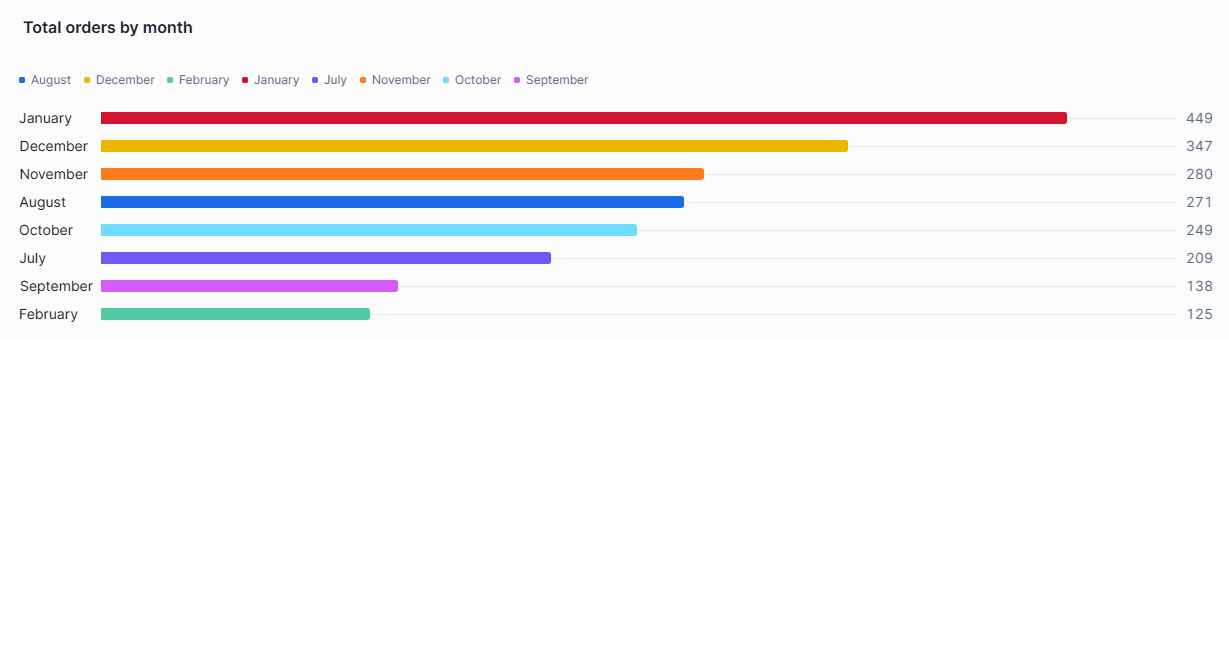 Total orders by month
August December February January July November October September
January 449
December 347
November 280
August 271
October 249
July 209
September 138
February 125